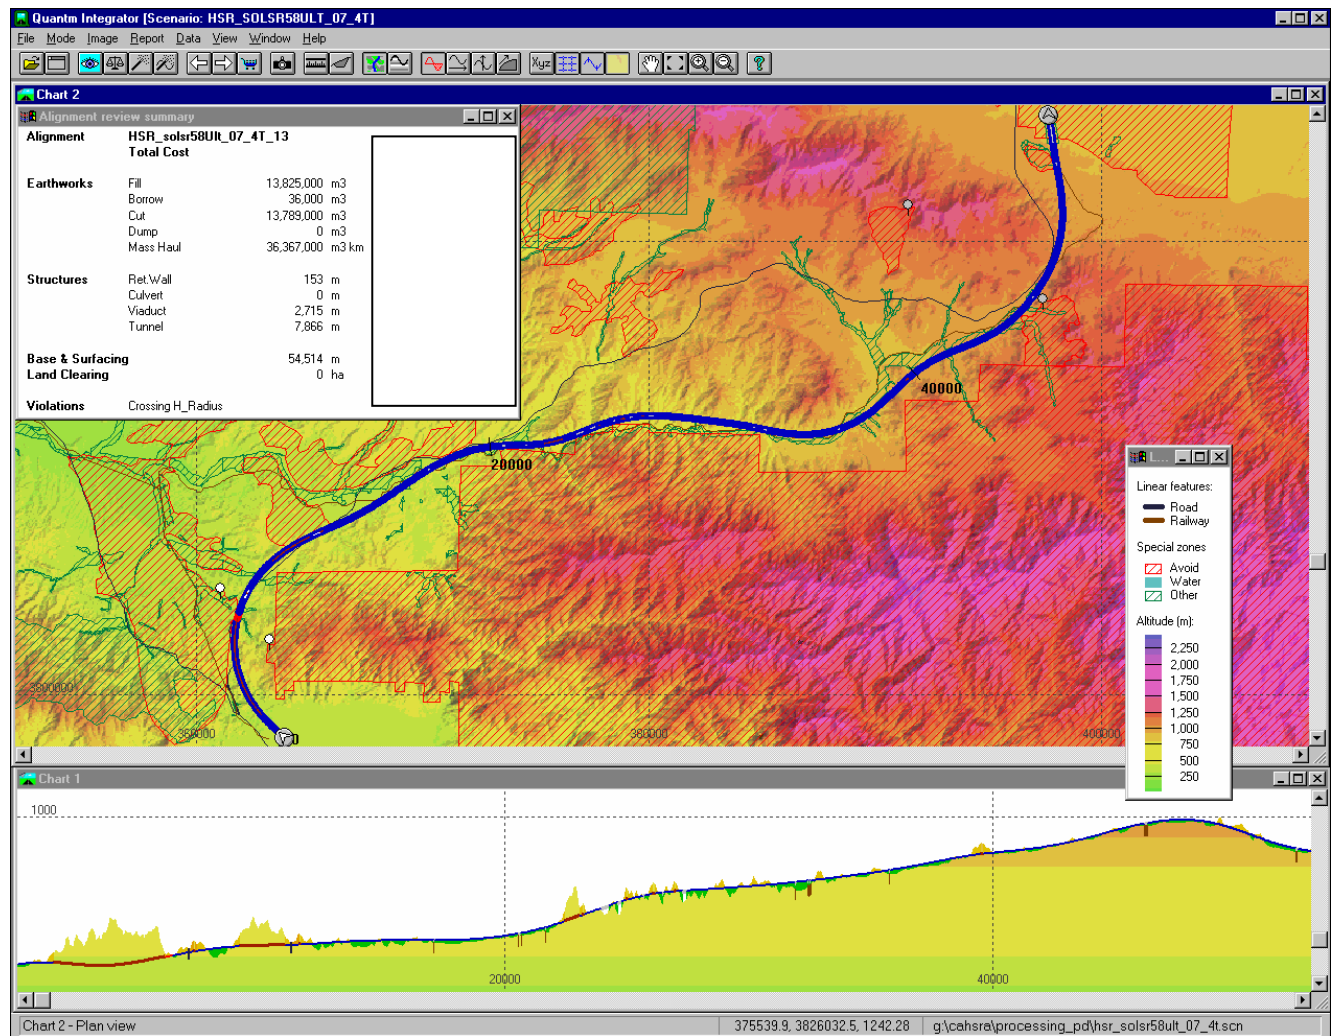 Quantm Integrator [Scenario: HSR_SOLSR58ULT_07_4T]
File Mode Image Report Data View Window Help
Xyz
?
Chart 2
Alignment review summary
Alignment HSR_solsr58Ult_07_4T_13
Total Cost
Earthworks Fill 13,825,000 m3
Borrow 36,000 m3
Cut 13,789,000 m3
Dump 0 m3
Mass Haul 36,367,000 m3 km
Structures Ret.Wall 153 m
Culvert 0 m
Viaduct 2,715 m
Tunnel 7,866 m
Base & Surfacing 54,514 m
Land Clearing 0 ha
Violations Crossing H_Radius
40000
20000
0
380000
400000
L...
Linear features:
Road
Railway
Special zones
Avoid
Water
Other
Altitude (m):
2,250
2,000
1,750
1,500
1,250
1,000
750
500
250
Chart 1
1000
20000
40000
Chart 2 - Plan view
375539.9, 3826032.5, 1242.28
g:\cahsra\processing_pd\hsr_solsr58ult_07_4t.scn